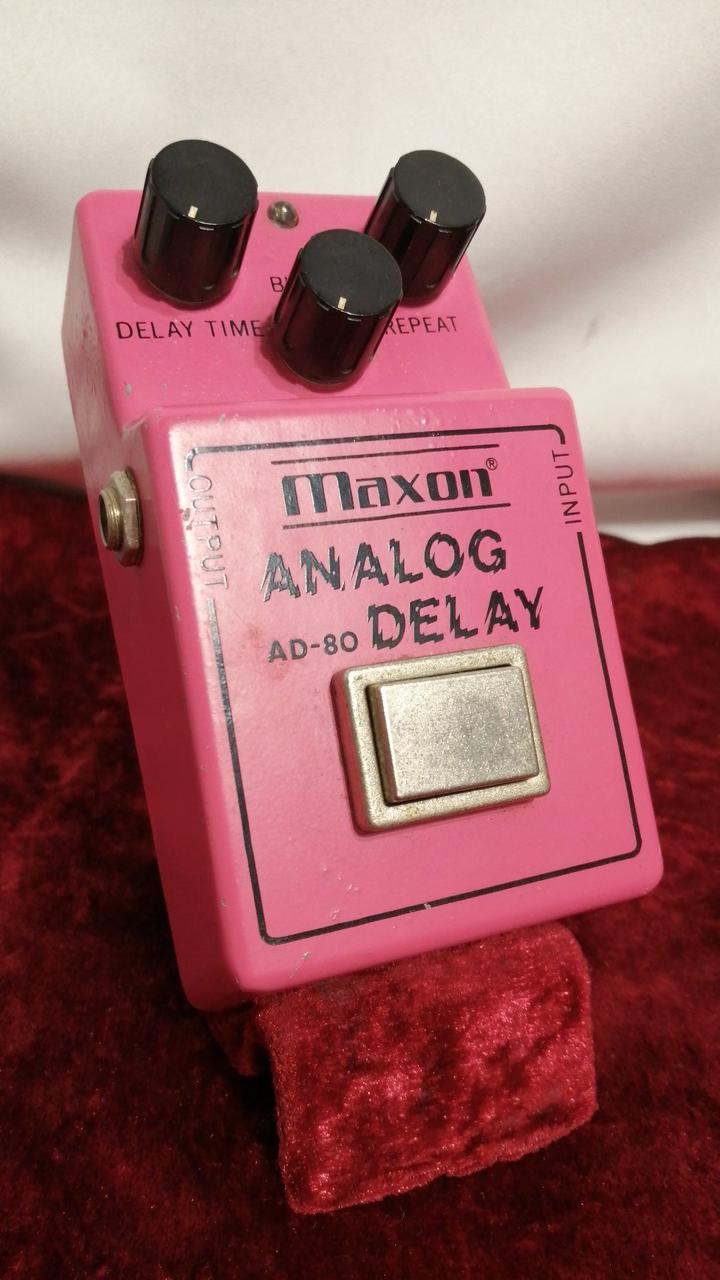 DELAY TIME
REPEAT
OUTPUT
INPUT
maxon®
ANALOG
AD-80 DELAY